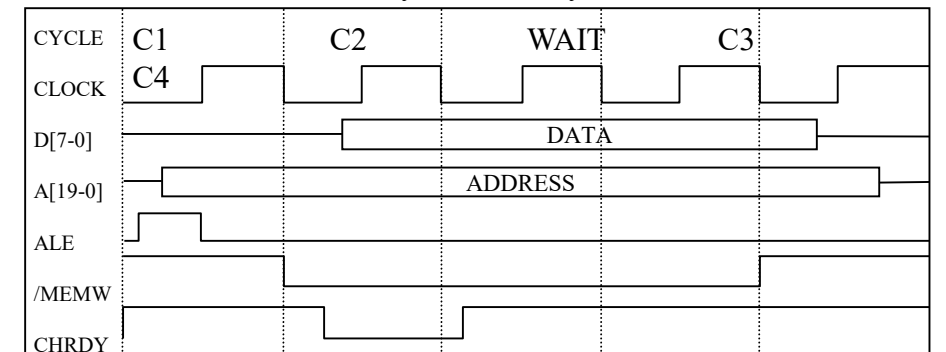 CYCLE C1 C2 WAIT C3
C4
CLOCK
D[7-0] DATA
A[19-0] ADDRESS
ALE
/MEMW
CHRDY